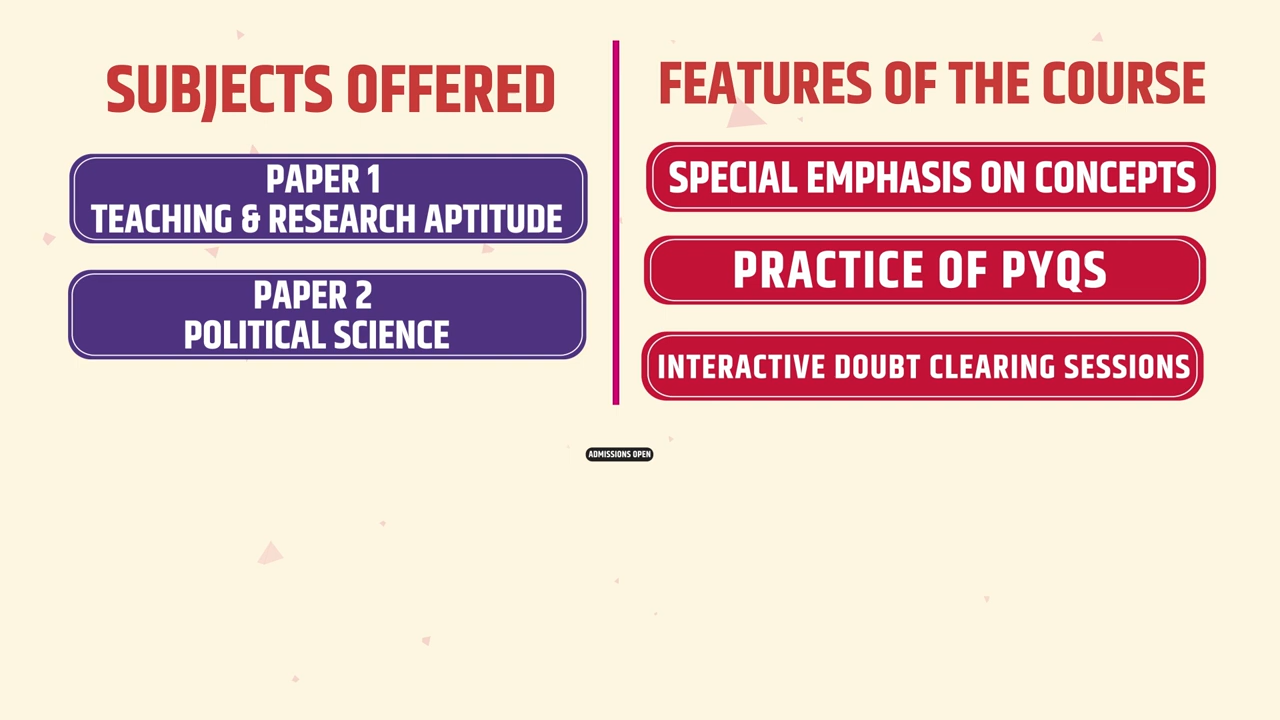 SUBJECTS OFFERED
PAPER 1
TEACHING & RESEARCH APTITUDE
PAPER 2
POLITICAL SCIENCE
FEATURES OF THE COURSE
SPECIAL EMPHASIS ON CONCEPTS
PRACTICE OF PYQS
INTERACTIVE DOUBT CLEARING SESSIONS
ADMISSIONS OPEN